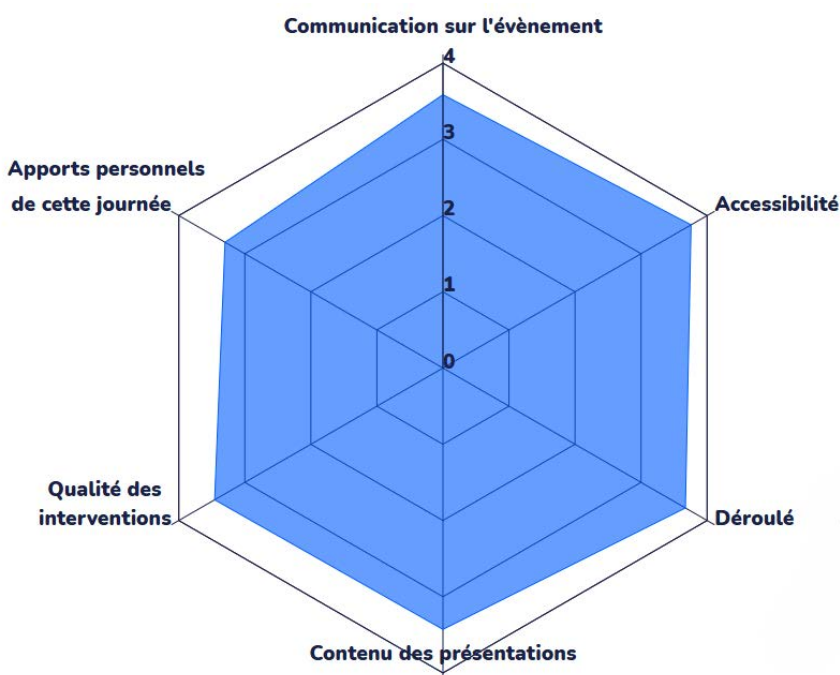 Communication sur l'évènement
4
3
2
1
0
Apports personnels
de cette journée
Accessibilité
Qualité des
interventions
Déroulé
Contenu des présentations